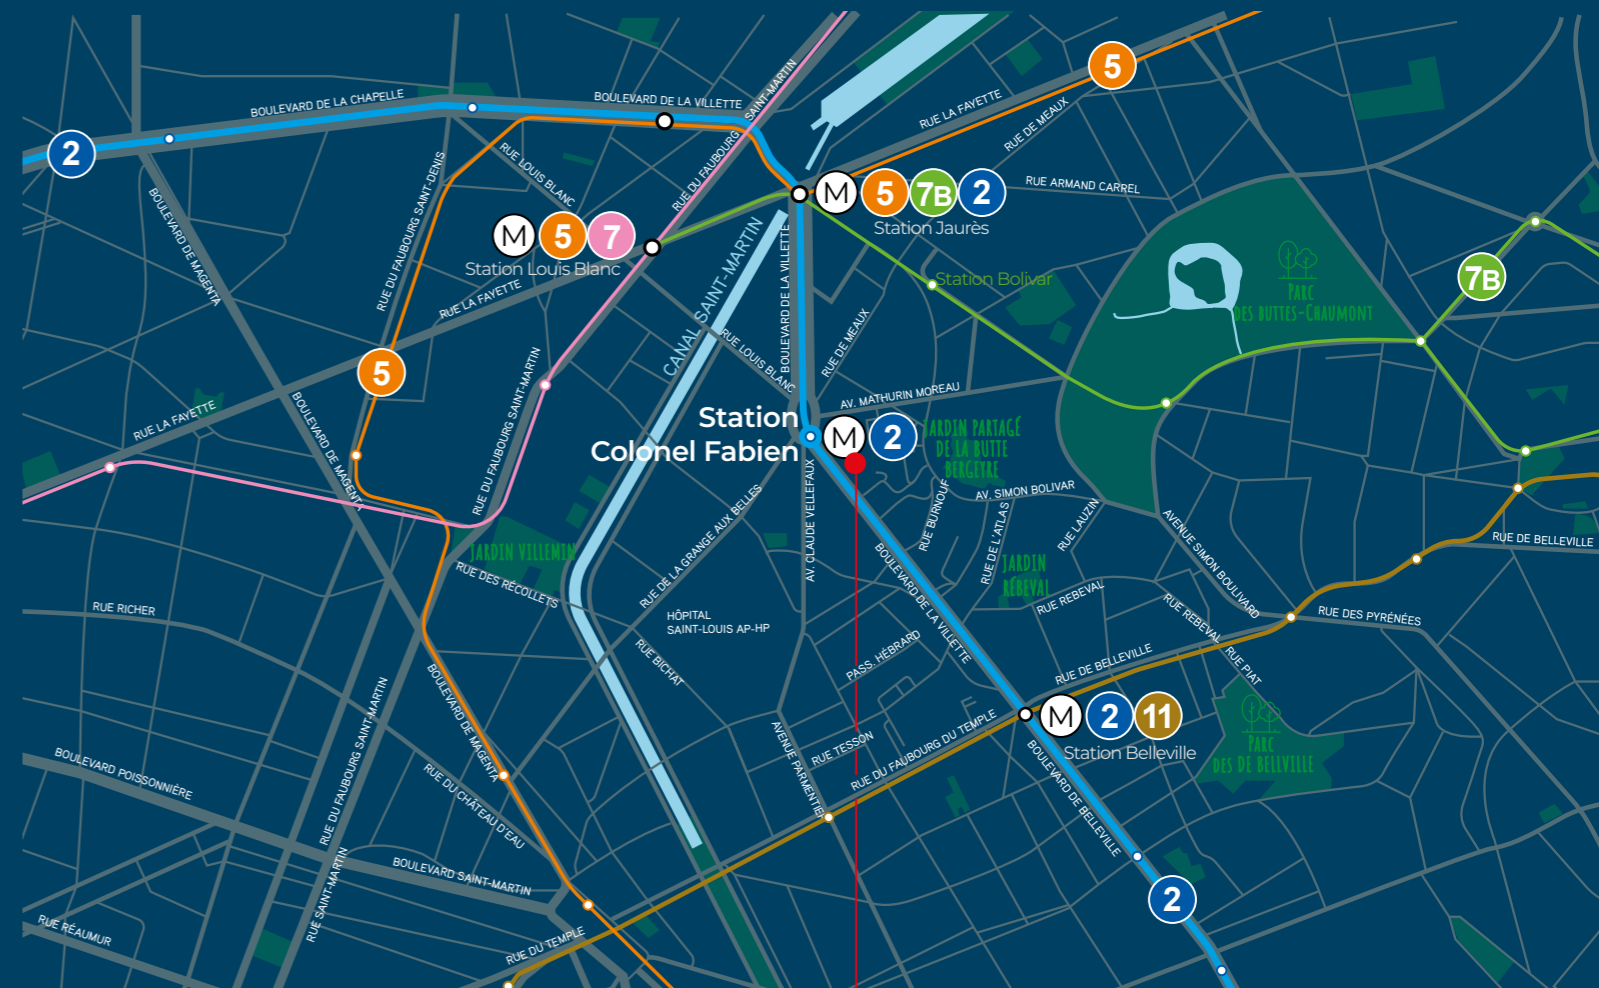 5
BOULEVARD DE LA CHAPELLE
BOULEVARD DE LA VILLETTE
RUE DU FAUBOURG SAINT-MARTIN
RUE LA FAYETTE
RUE DE MEAUX
2
RUE LOUIS BLANC
RUE DU FAUBOURG SAINT-DENIS
BOULEVARD DE MAGENTA
RUE ARMAND CARREL
M 5 7B 2
Station Jaurès
M 5 7
Station Louis Blanc
RUE LA FAYETTE
CANAL SAINT-MARTIN
BOULEVARD DE LA VILLETTE
Station Bolivar
PARC
DES BUTTES-CHAUMONT
7B
RUE LOUIS BLANC
RUE DE MEAUX
5
RUE LA FAYETTE
BOULEVARD DE MAGENTA
RUE DU FAUBOURG SAINT-MARTIN
AV. MATHURIN MOREAU
Station
Colonel Fabien
M 2
JARDIN PARTAGÉ
DE LA BUTTE
BERGEYRE
AV. CLAUDE VELLEFAUX
RUE BURNOUF
AV. SIMON BOLIVAR
RUE DE L'ATLAS
RUE LAUZIN
AVENUE SIMON BOULIVARD
RUE DE BELLEVILLE
JARDIN VILLEMIN
RUE DES RÉCOLLETS
RUE DE LA GRANGE AUX BELLES
BOULEVARD DE LA VILLETTE
JARDIN
REBEVAL
RUE REBEVAL
RUE REBEVAL
RUE DES PYRÉNÉES
RUE RICHER
HÔPITAL
SAINT-LOUIS AP-HP
RUE BICHAT
PASS. HÉBRARD
RUE DE BELLEVILLE
RUE PIAT
BOULEVARD DE MAGENTA
RUE DU FAUBOURG SAINT-MARTIN
M 2 11
Station Belleville
PARC
DES DE BELLVILLE
AVENUE PARMENTIER
RUE TESSON
RUE DU FAUBOURG DU TEMPLE
BOULEVARD DE BELLEVILLE
BOULEVARD POISSONNIÈRE
RUE DU CHÂTEAU D'EAU
BOULEVARD SAINT-MARTIN
RUE SAINT-MARTIN
2
RUE RÉAUMUR
RUE DU TEMPLE